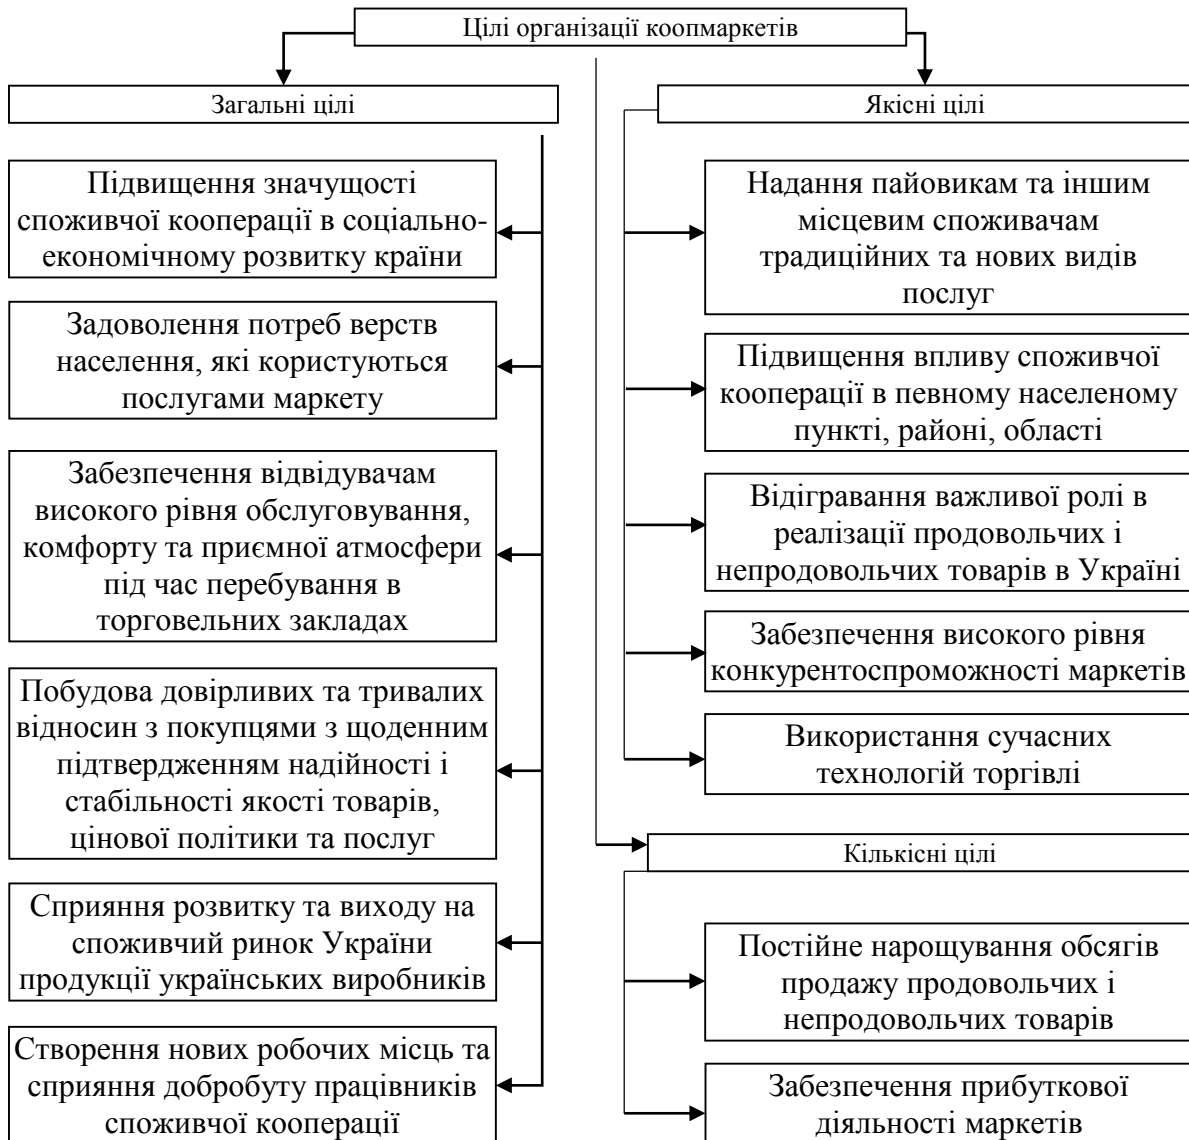 Цілі організації коопмаркетів
Загальні цілі
Підвищення значущості
споживчої кооперації в соціально-
економічному розвитку країни
Задоволення потреб верств
населення, які користуються
послугами маркету
Забезпечення відвідувачам
високого рівня обслуговування,
комфорту та приємної атмосфери
під час перебування в
торговельних закладах
Побудова довірливих та тривалих
відносин з покупцями з щоденним
підтвердженням надійності і
стабільності якості товарів,
цінової політики та послуг
Сприяння розвитку та виходу на
споживчий ринок України
продукції українських виробників
Створення нових робочих місць та
сприяння добробуту працівників
споживчої кооперації
Якісні цілі
Надання пайовикам та іншим
місцевим споживачам
традиційних та нових видів
послуг
Підвищення впливу споживчої
кооперації в певному населеному
пункті, районі, області
Відігравання важливої ролі в
реалізації продовольчих і
непродовольчих товарів в Україні
Забезпечення високого рівня
конкурентоспроможності маркетів
Використання сучасних
технологій торгівлі
Кількісні цілі
Постійне нарощування обсягів
продажу продовольчих і
непродовольчих товарів
Забезпечення прибуткової
діяльності маркетів